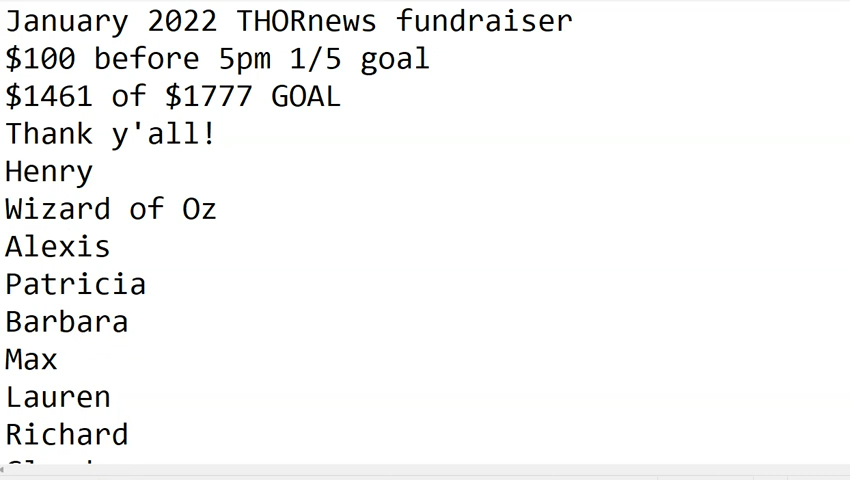 January 2022 THORnews fundraiser
$100 before 5pm 1/5 goal
$1461 of $1777 GOAL
Thank y'all!
Henry
Wizard of Oz
Alexis
Patricia
Barbara
Max
Lauren
Richard